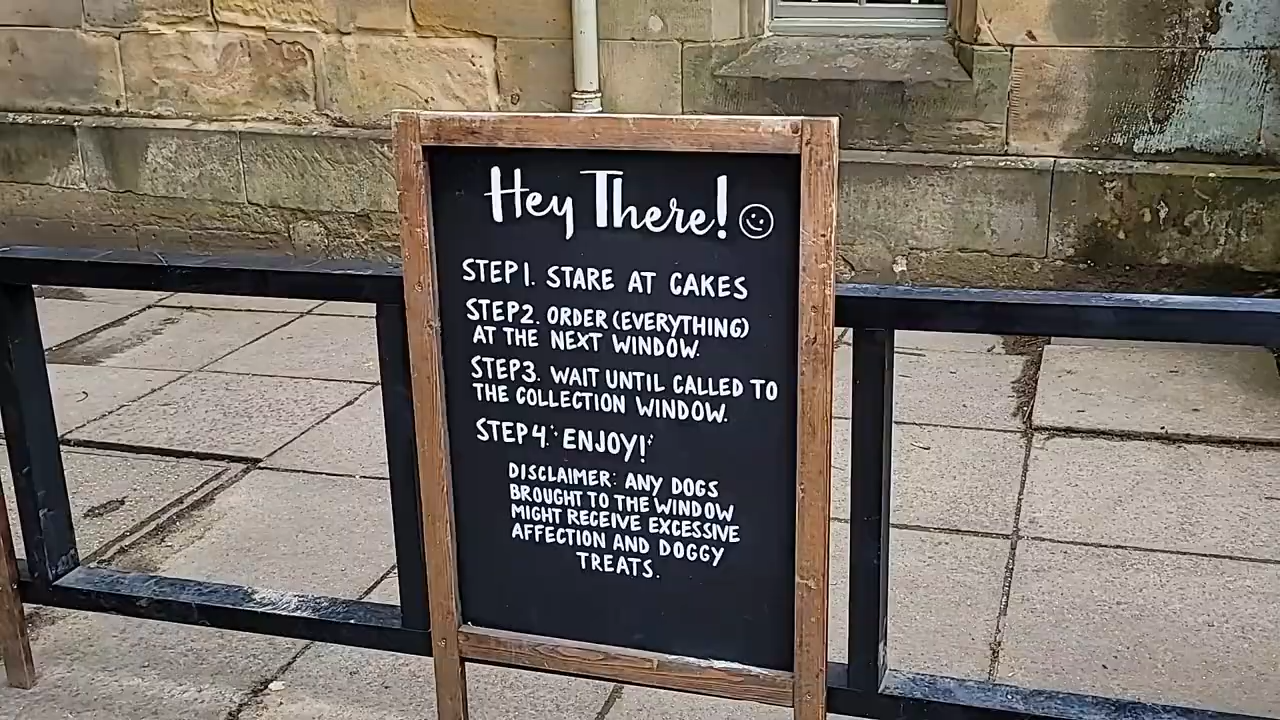 Hey There!
STEP 1. STARE AT CAKES
STEP 2. ORDER (EVERYTHING)
AT THE NEXT WINDOW.
STEP 3. WAIT UNTIL CALLED TO
THE COLLECTION WINDOW.
STEP 4. ENJOY!
DISCLAIMER: ANY DOGS
BROUGHT TO THE WINDOW
MIGHT RECEIVE EXCESSIVE
AFFECTION AND DOGGY
TREATS.